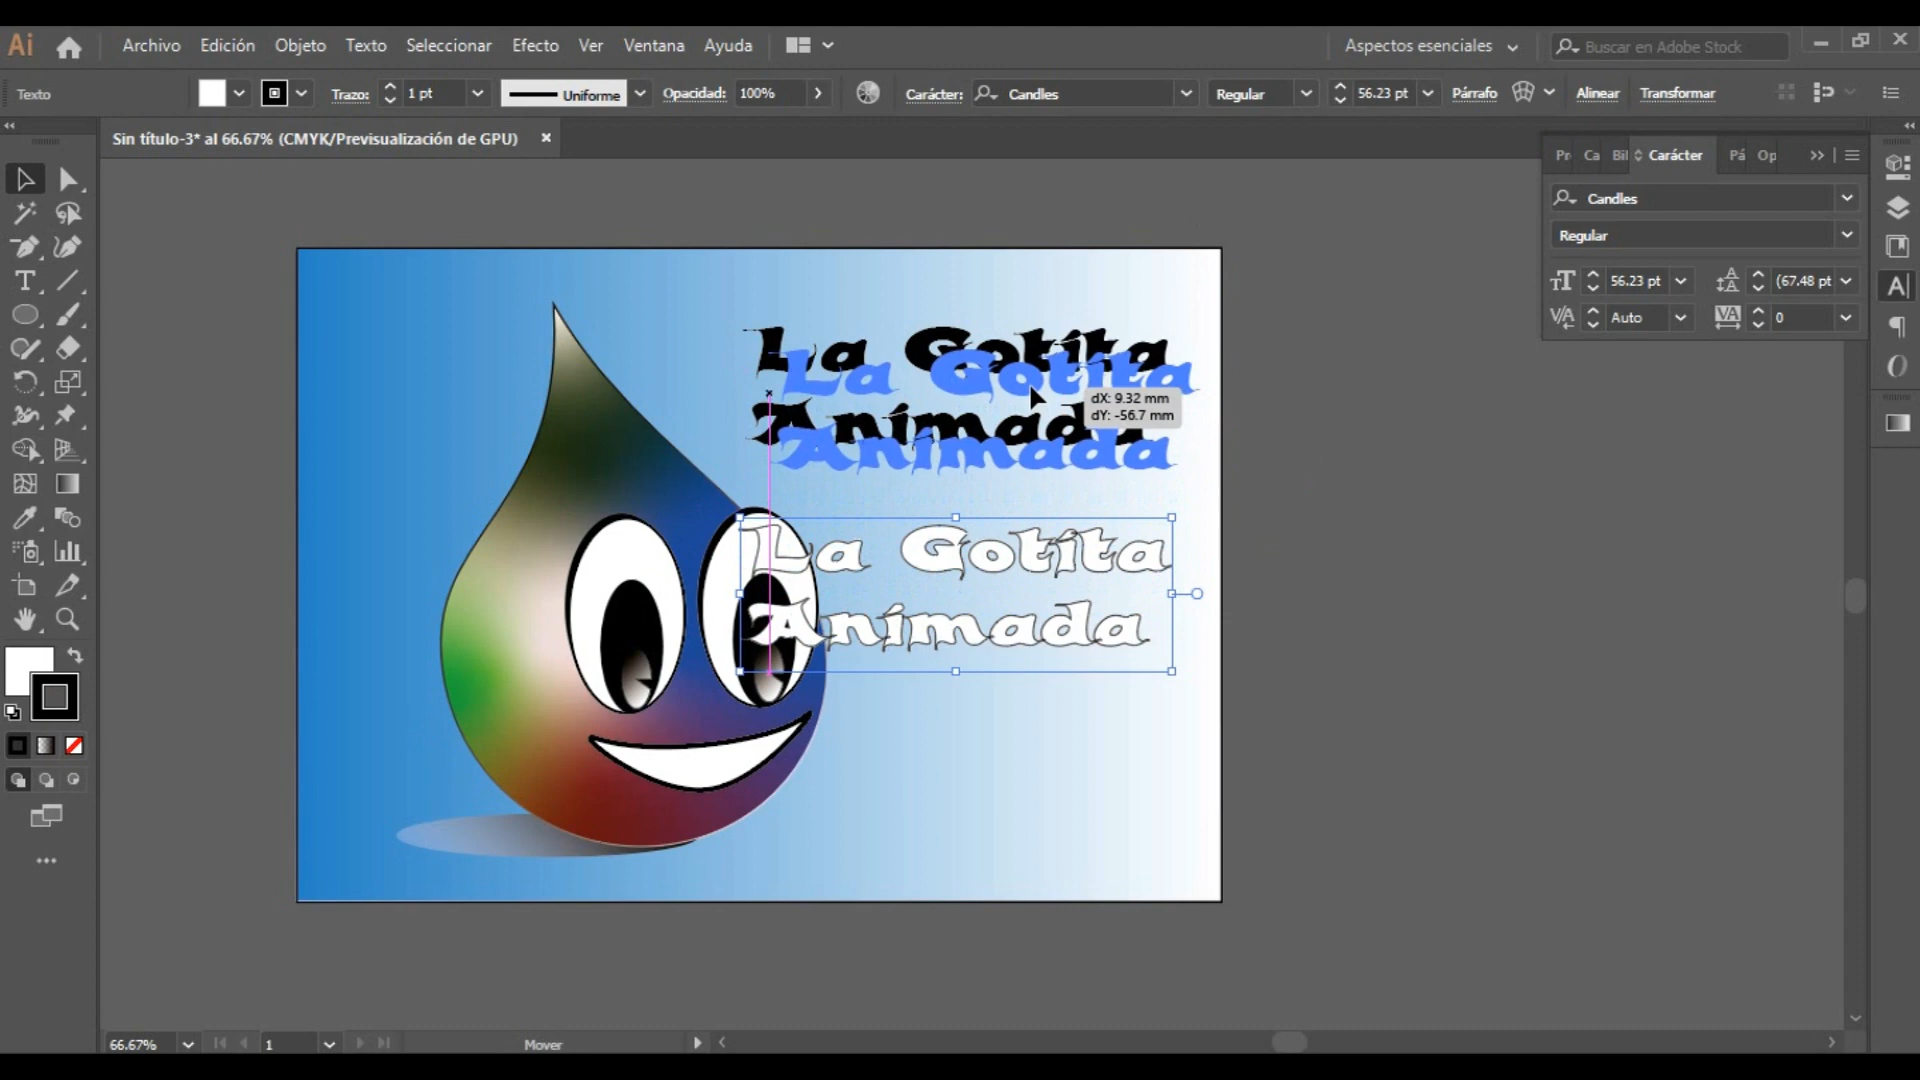 Ai Archivo Edición Objeto Texto Seleccionar Efecto Ver Ventana Ayuda Aspectos esenciales Buscar en Adobe Stock
Texto Trazo: 1 pt Uniforme Opacidad: 100% Carácter: Candles Regular 56.23 pt Párrafo Alinear Transformar
Sin título-3* al 66.67% (CMYK/Previsualización de GPU)
Pr Ca Bil Carácter Pá Op
Candles
Regular
56.23 pt (67.48 pt
Auto 0
La Gotita
La Gotita
dX: 9.32 mm
dY: -56.7 mm
Animada
Animada
La Gotita
Animada
66.67% 1 Mover